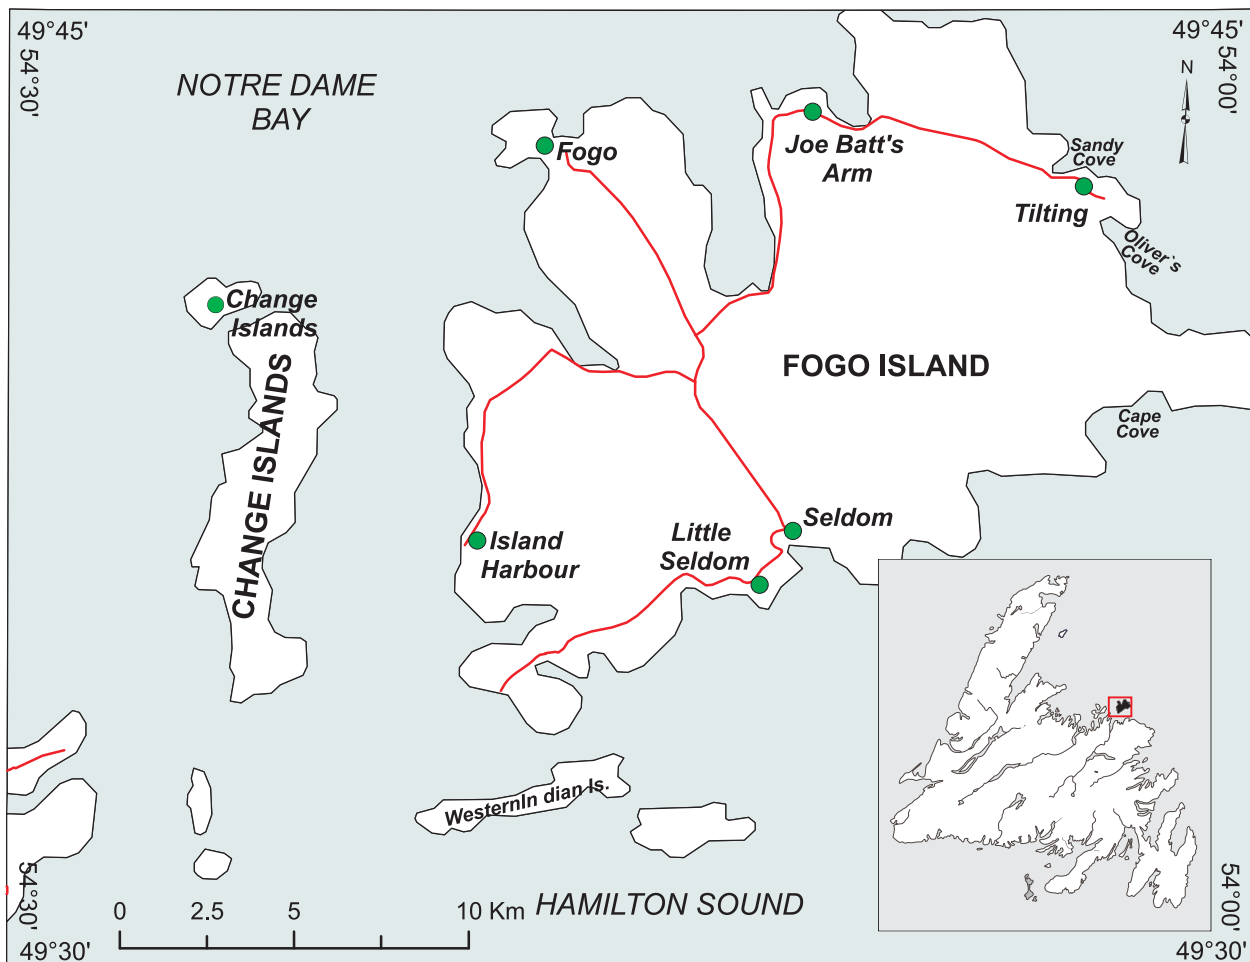 49°45'
54°30'
NOTRE DAME
BAY
49°45'
54°00'
N
Fogo
Joe Batt's
Arm
Sandy
Cove
Tilting
Oliver`s
Cove
Change
Islands
CHANGE ISLANDS
FOGO ISLAND
Cape
Cove
Island
Harbour
Little
Seldom
Seldom
WesternIn dian Is.
HAMILTON SOUND
0 2.5 5 10 Km
54°30'
49°30'
54°00'
49°30'